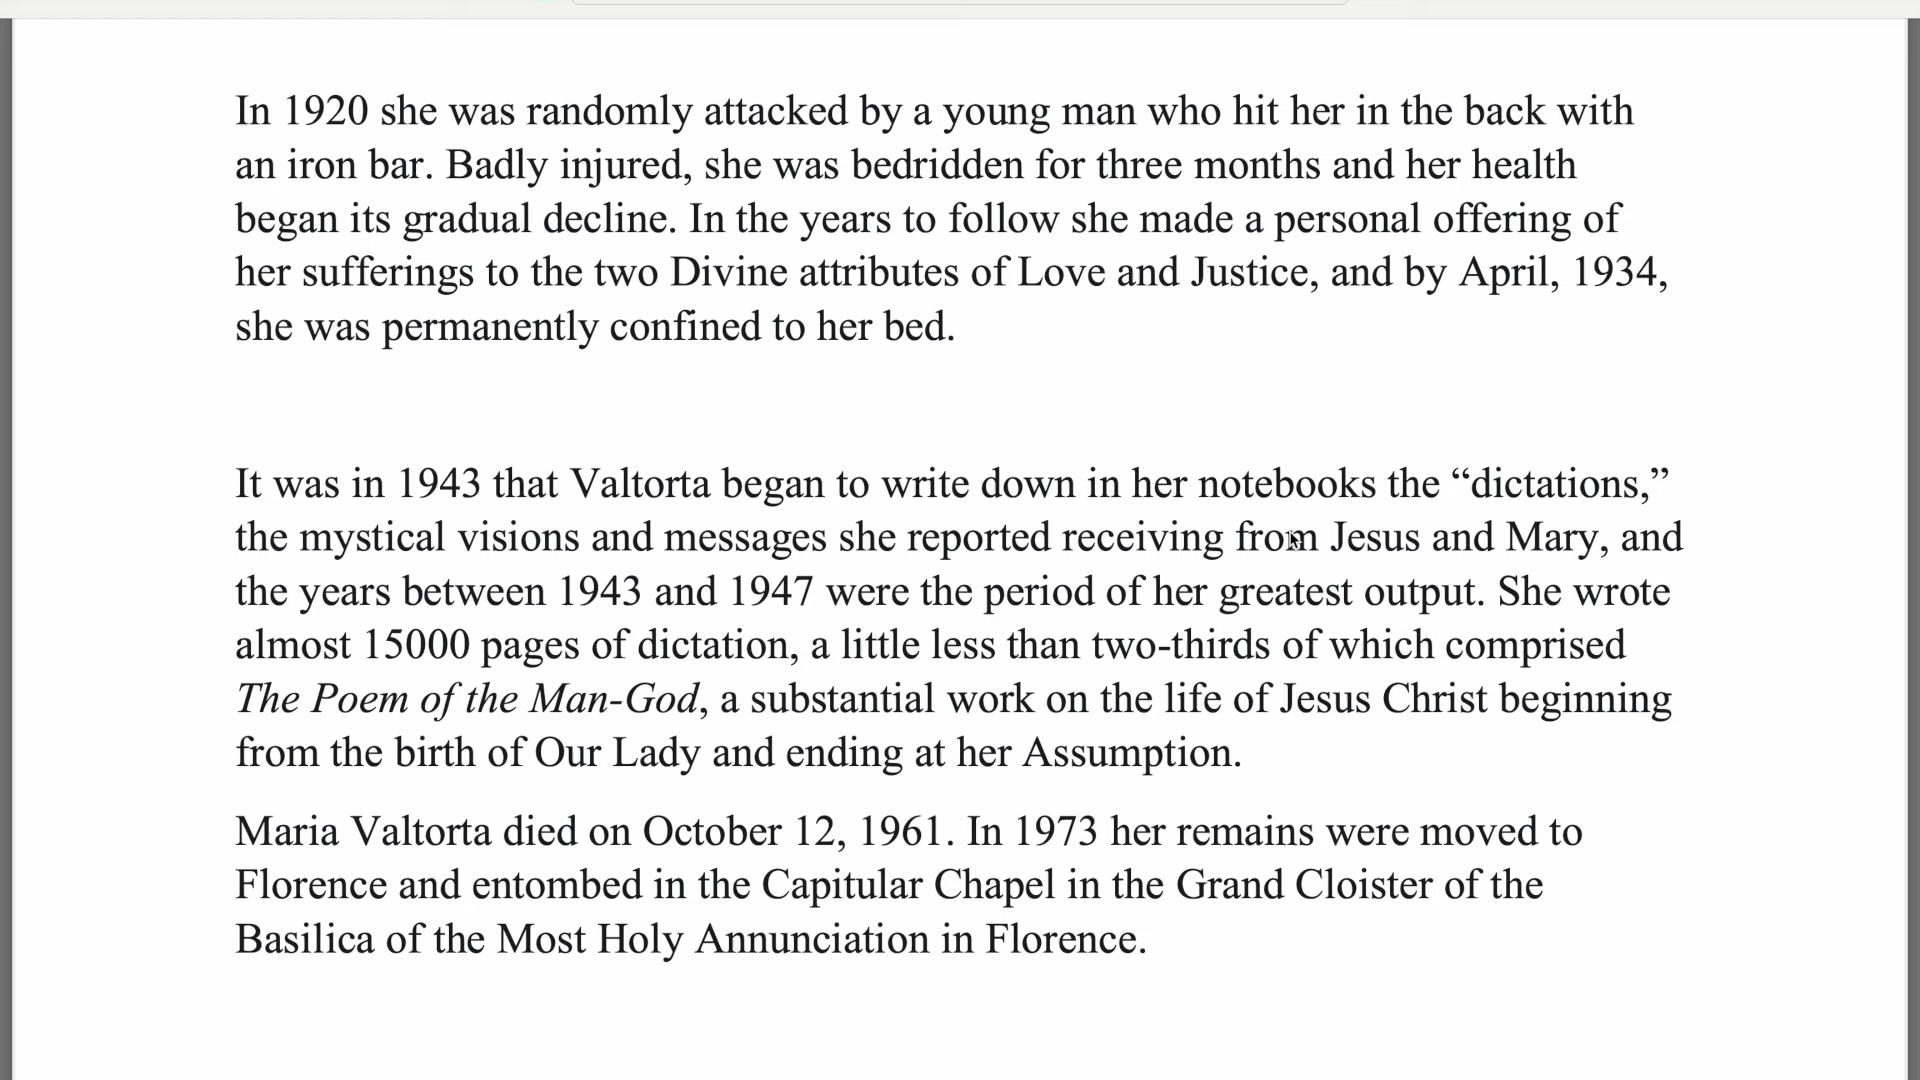 In 1920 she was randomly attacked by a young man who hit her in the back with
an iron bar. Badly injured, she was bedridden for three months and her health
began its gradual decline. In the years to follow she made a personal offering of
her sufferings to the two Divine attributes of Love and Justice, and by April, 1934,
she was permanently confined to her bed.
It was in 1943 that Valtorta began to write down in her notebooks the “dictations,”
the mystical visions and messages she reported receiving from Jesus and Mary, and
the years between 1943 and 1947 were the period of her greatest output. She wrote
almost 15000 pages of dictation, a little less than two-thirds of which comprised
The Poem of the Man-God, a substantial work on the life of Jesus Christ beginning
from the birth of Our Lady and ending at her Assumption.
Maria Valtorta died on October 12, 1961. In 1973 her remains were moved to
Florence and entombed in the Capitular Chapel in the Grand Cloister of the
Basilica of the Most Holy Annunciation in Florence.